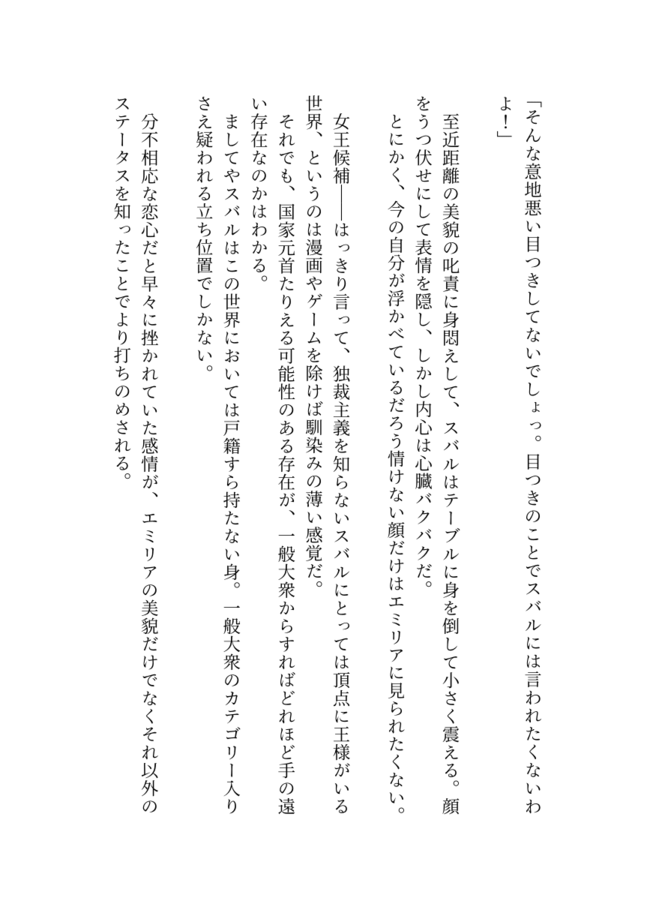 「そんな意地悪い目つきしてないでしょっ。目つきのことでスバルには言われたくないわ
よ！」
至近距離の美貌の叱責に身悶えして、スバルはテーブルに身を倒して小さく震える。顔
をうつ伏せにして表情を隠し、しかし内心は心臓バクバクだ。
とにかく、今の自分が浮かべているだろう情けない顔だけはエミリアに見られたくない。
女王候補――はっきり言って、独裁主義を知らないスバルにとっては頂点に王様がいる
世界、というのは漫画やゲームを除けば馴染みの薄い感覚だ。
それでも、国家元首たりえる可能性のある存在が、一般大衆からすればどれほど手の遠
い存在なのかはわかる。
ましてやスバルはこの世界においては戸籍すら持たない身。一般大衆のカテゴリー入り
さえ疑われる立ち位置でしかない。
分不相応な恋心だと早々に挫かれていた感情が、エミリアの美貌だけでなくそれ以外の
ステータスを知ったことでより打ちのめされる。